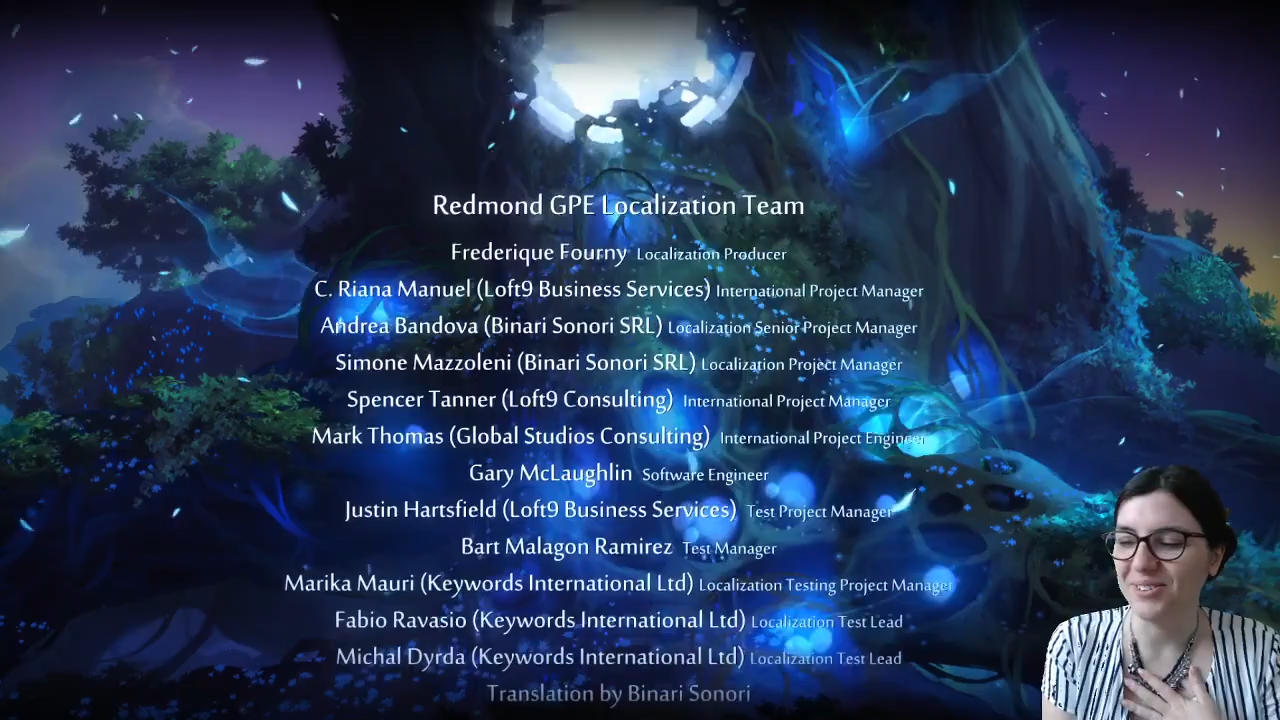 Redmond GPE Localization Team
Frederique Fourny Localization Producer
C. Riana Manuel (Loft9 Business Services) International Project Manager
Andrea Bandova (Binari Sonori SRL) Localization Senior Project Manager
Simone Mazzoleni (Binari Sonori SRL) Localization Project Manager
Spencer Tanner (Loft9 Consulting) International Project Manager
Mark Thomas (Global Studios Consulting) International Project Engineer
Gary McLaughlin Software Engineer
Justin Hartsfield (Loft9 Business Services) Test Project Manager
Bart Malagon Ramirez Test Manager
Marika Mauri (Keywords International Ltd) Localization Testing Project Manager
Fabio Ravasio (Keywords International Ltd) Localization Test Lead
Michal Dyrda (Keywords International Ltd) Localization Test Lead
Translation by Binari Sonori